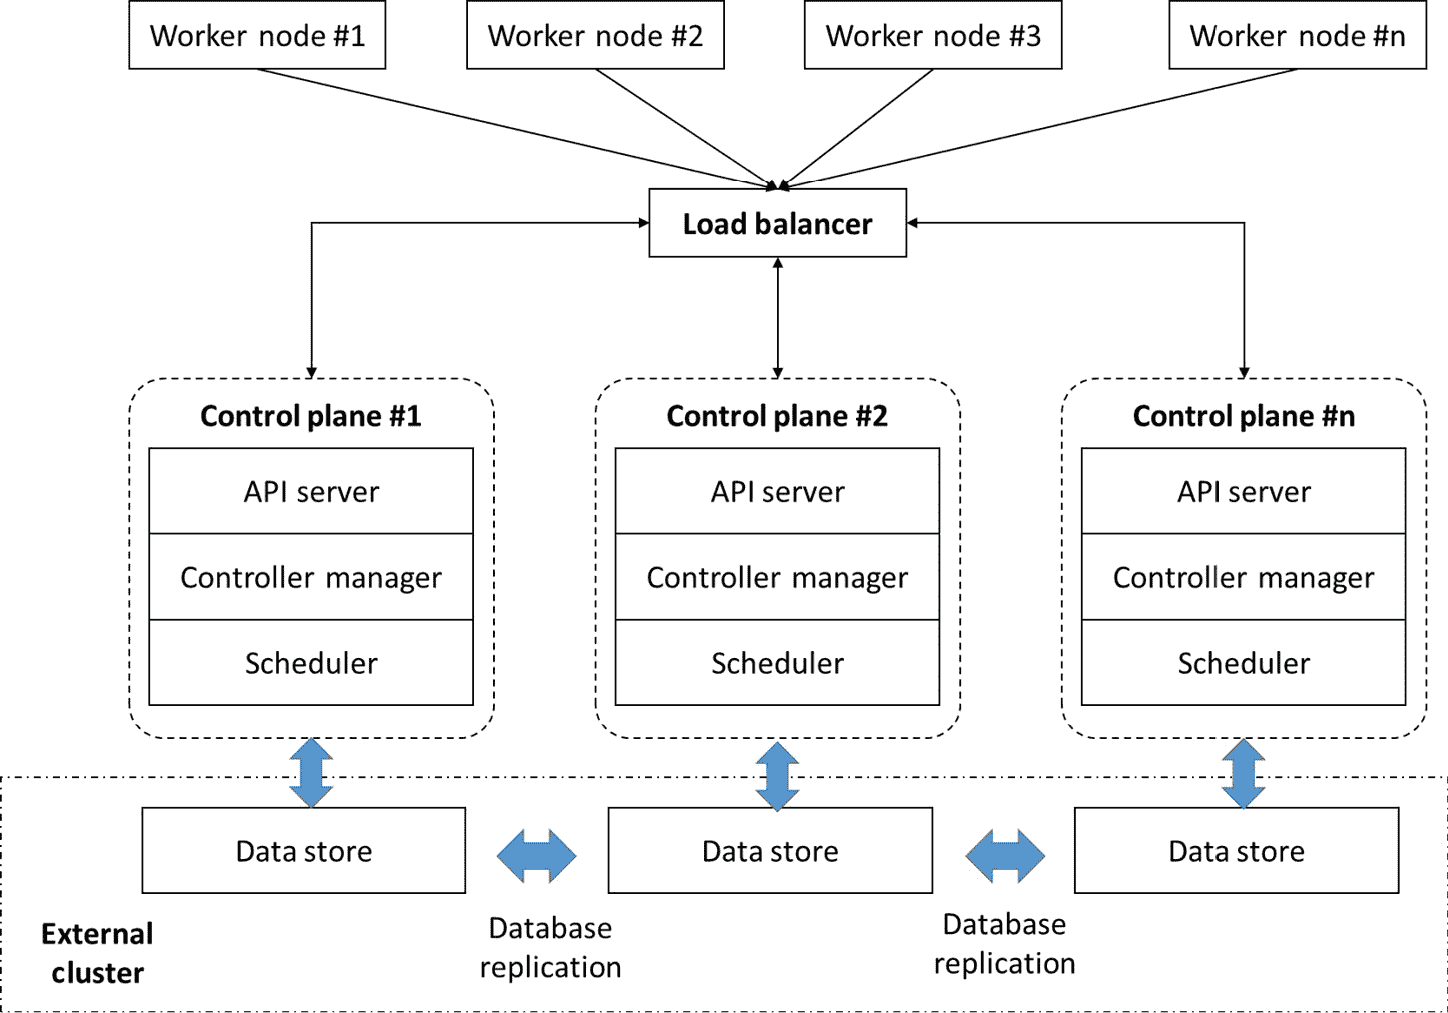 Worker node #1
Worker node #2
Worker node #3
Worker node #n
Load balancer
Control plane #1
API server
Controller manager
Scheduler
Control plane #2
API server
Controller manager
Scheduler
Control plane #n
API server
Controller manager
Scheduler
Data store
Data store
Data store
Database
replication
Database
replication
External
cluster